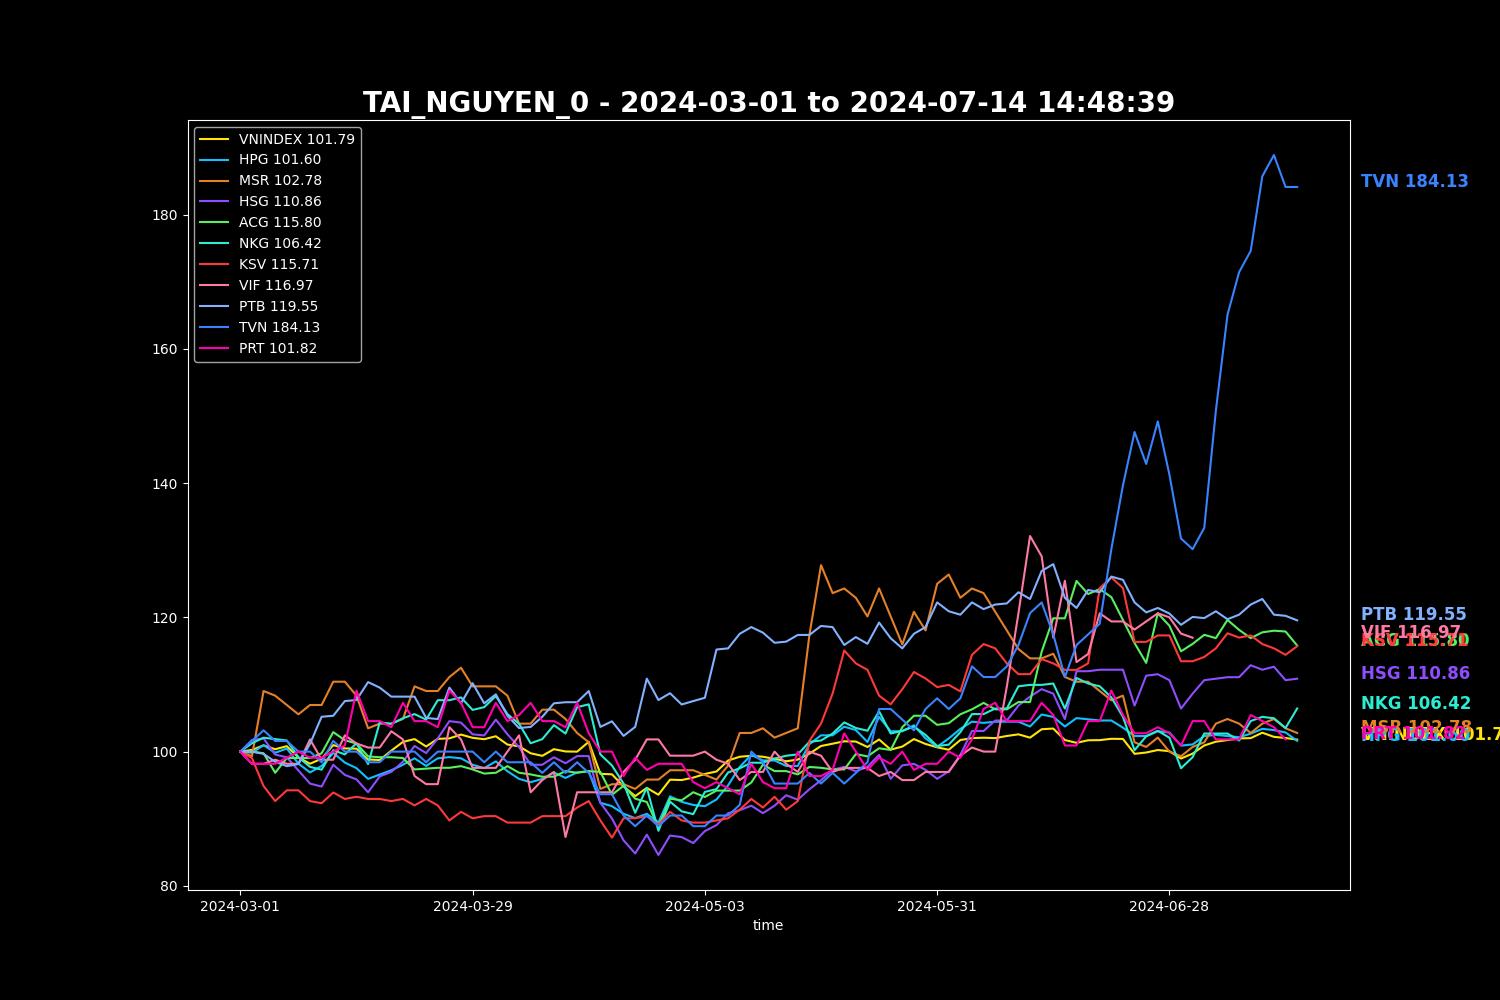 TAI_NGUYEN_0 - 2024-03-01 to 2024-07-14 14:48:39
VNINDEX 101.79
HPG 101.60
MSR 102.78
HSG 110.86
ACG 115.80
NKG 106.42
KSV 115.71
VIF 116.97
PTB 119.55
TVN 184.13
PRT 101.82
180
160
140
120
100
80
2024-03-01
2024-03-29
2024-05-03
2024-05-31
2024-06-28
time
TVN 184.13
PTB 119.55
VIF 116.97
HSG 110.86
NKG 106.42
MSR 102.78